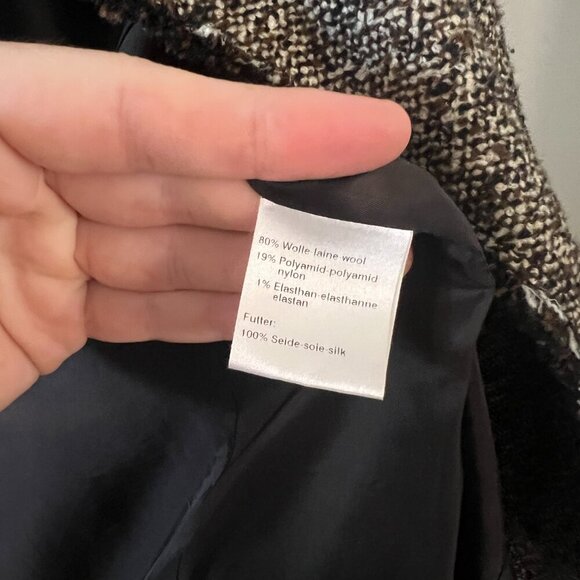 80% Wolle-laine-wool
19% Polyamid-polyamid
nylon
1% Elasthan-elasthanne
elastan
Futter:
100% Seide-soie-silk